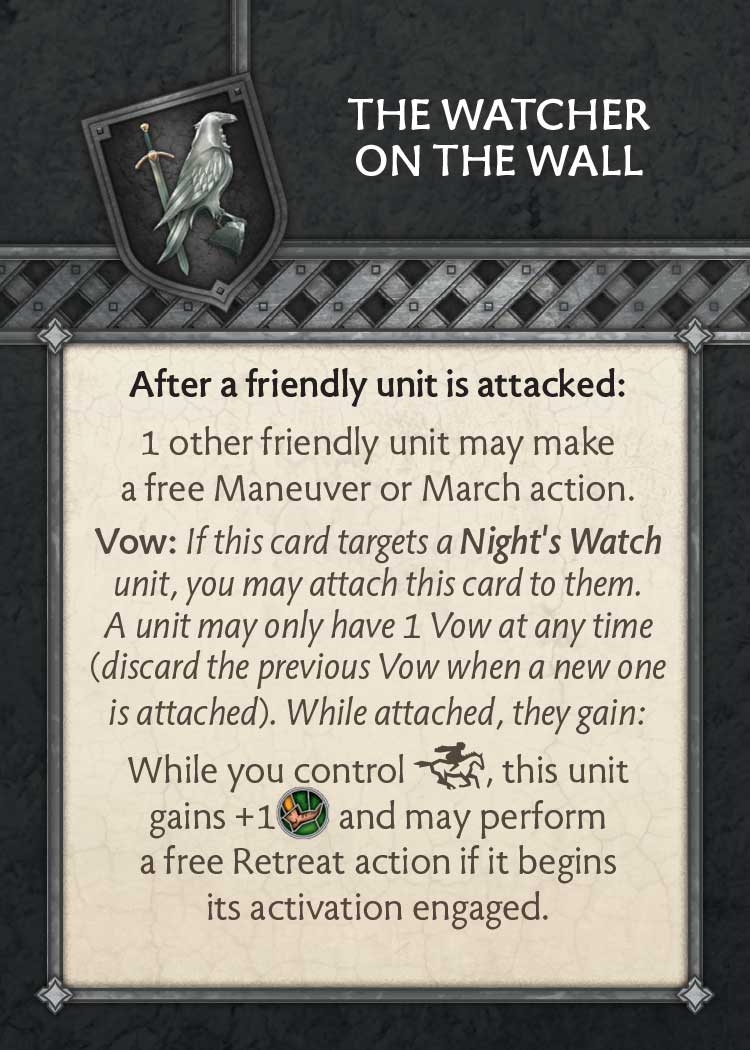 THE WATCHER
ON THE WALL
After a friendly unit is attacked:
1 other friendly unit may make
a free Maneuver or March action.
Vow: If this card targets a Night's Watch
unit, you may attach this card to them.
A unit may only have 1 Vow at any time
(discard the previous Vow when a new one
is attached). While attached, they gain:
While you control , this unit
gains +1 and may perform
a free Retreat action if it begins
its activation engaged.